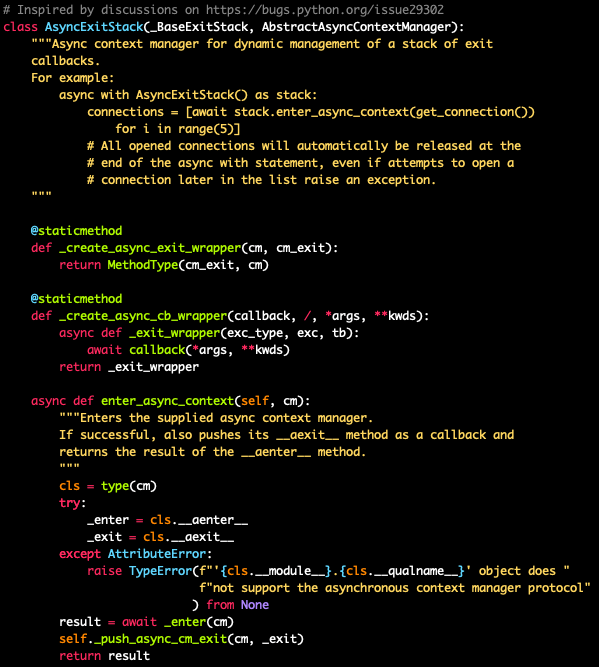 # Inspired by discussions on https://bugs.python.org/issue29302
class AsyncExitStack(_BaseExitStack, AbstractAsyncContextManager):
    """Async context manager for dynamic management of a stack of exit
    callbacks.
    For example:
        async with AsyncExitStack() as stack:
            connections = [await stack.enter_async_context(get_connection())
                for i in range(5)]
            # All opened connections will automatically be released at the
            # end of the async with statement, even if attempts to open a
            # connection later in the list raise an exception.
    """

    @staticmethod
    def _create_async_exit_wrapper(cm, cm_exit):
        return MethodType(cm_exit, cm)

    @staticmethod
    def _create_async_cb_wrapper(callback, /, *args, **kwds):
        async def _exit_wrapper(exc_type, exc, tb):
            await callback(*args, **kwds)
        return _exit_wrapper

    async def enter_async_context(self, cm):
        """Enters the supplied async context manager.
        If successful, also pushes its __aexit__ method as a callback and
        returns the result of the __aenter__ method.
        """
        cls = type(cm)
        try:
            _enter = cls.__aenter__
            _exit = cls.__aexit__
        except AttributeError:
            raise TypeError(f"'{cls.__module__}.{cls.__qualname__}' object does "
                            f"not support the asynchronous context manager protocol"
                           ) from None
        result = await _enter(cm)
        self._push_async_cm_exit(cm, _exit)
        return result